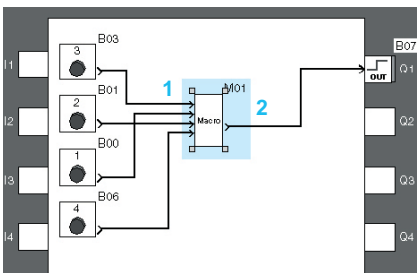 B03
3
I1
B01
2
I2
B00
1
I3
B06
4
I4
1
M01
Macro
2
B07
OUT
Q1
Q2
Q3
Q4